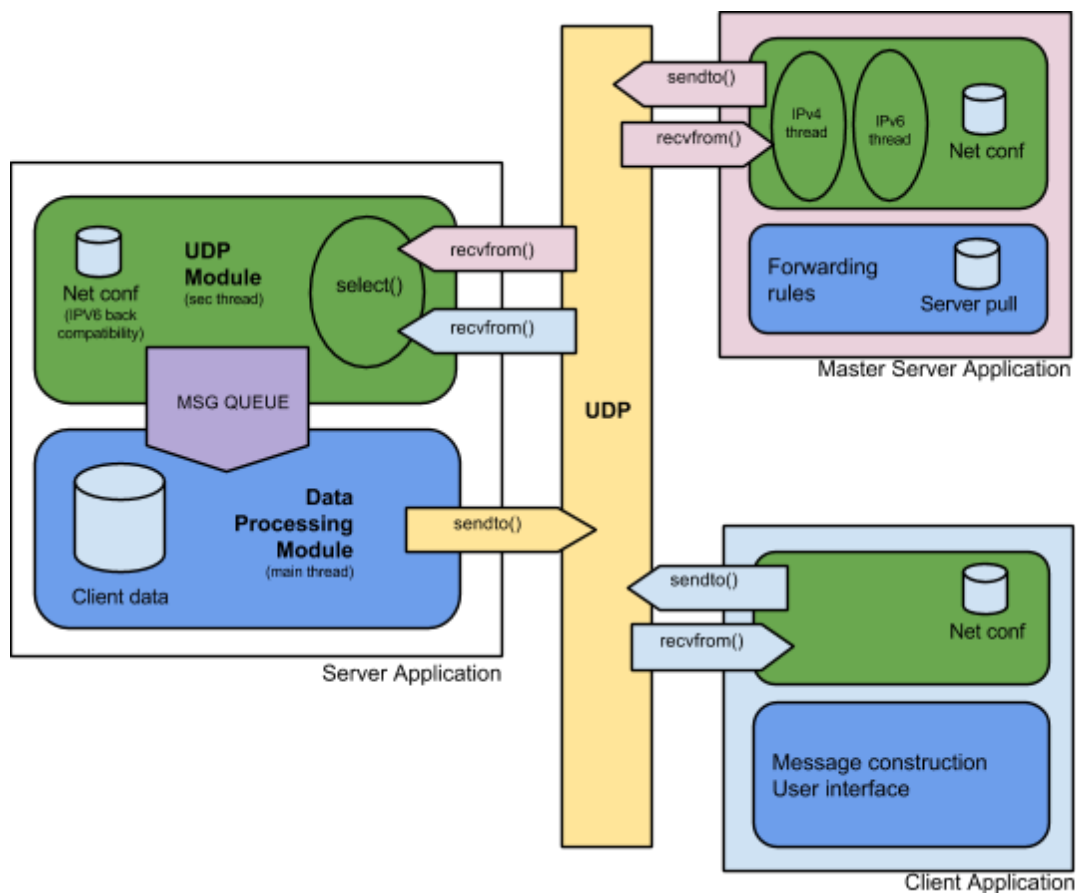 UDP
Module
(sec thread)
Net conf
(IPV6 back
compatibility)
select()
MSG QUEUE
Data
Processing
Module
(main thread)
Client data
Server Application
recvfrom()
recvfrom()
sendto()
UDP
sendto()
recvfrom()
IPv4
thread
IPv6
thread
Net conf
Forwarding
rules
Server pull
Master Server Application
sendto()
recvfrom()
Net conf
Message construction
User interface
Client Application